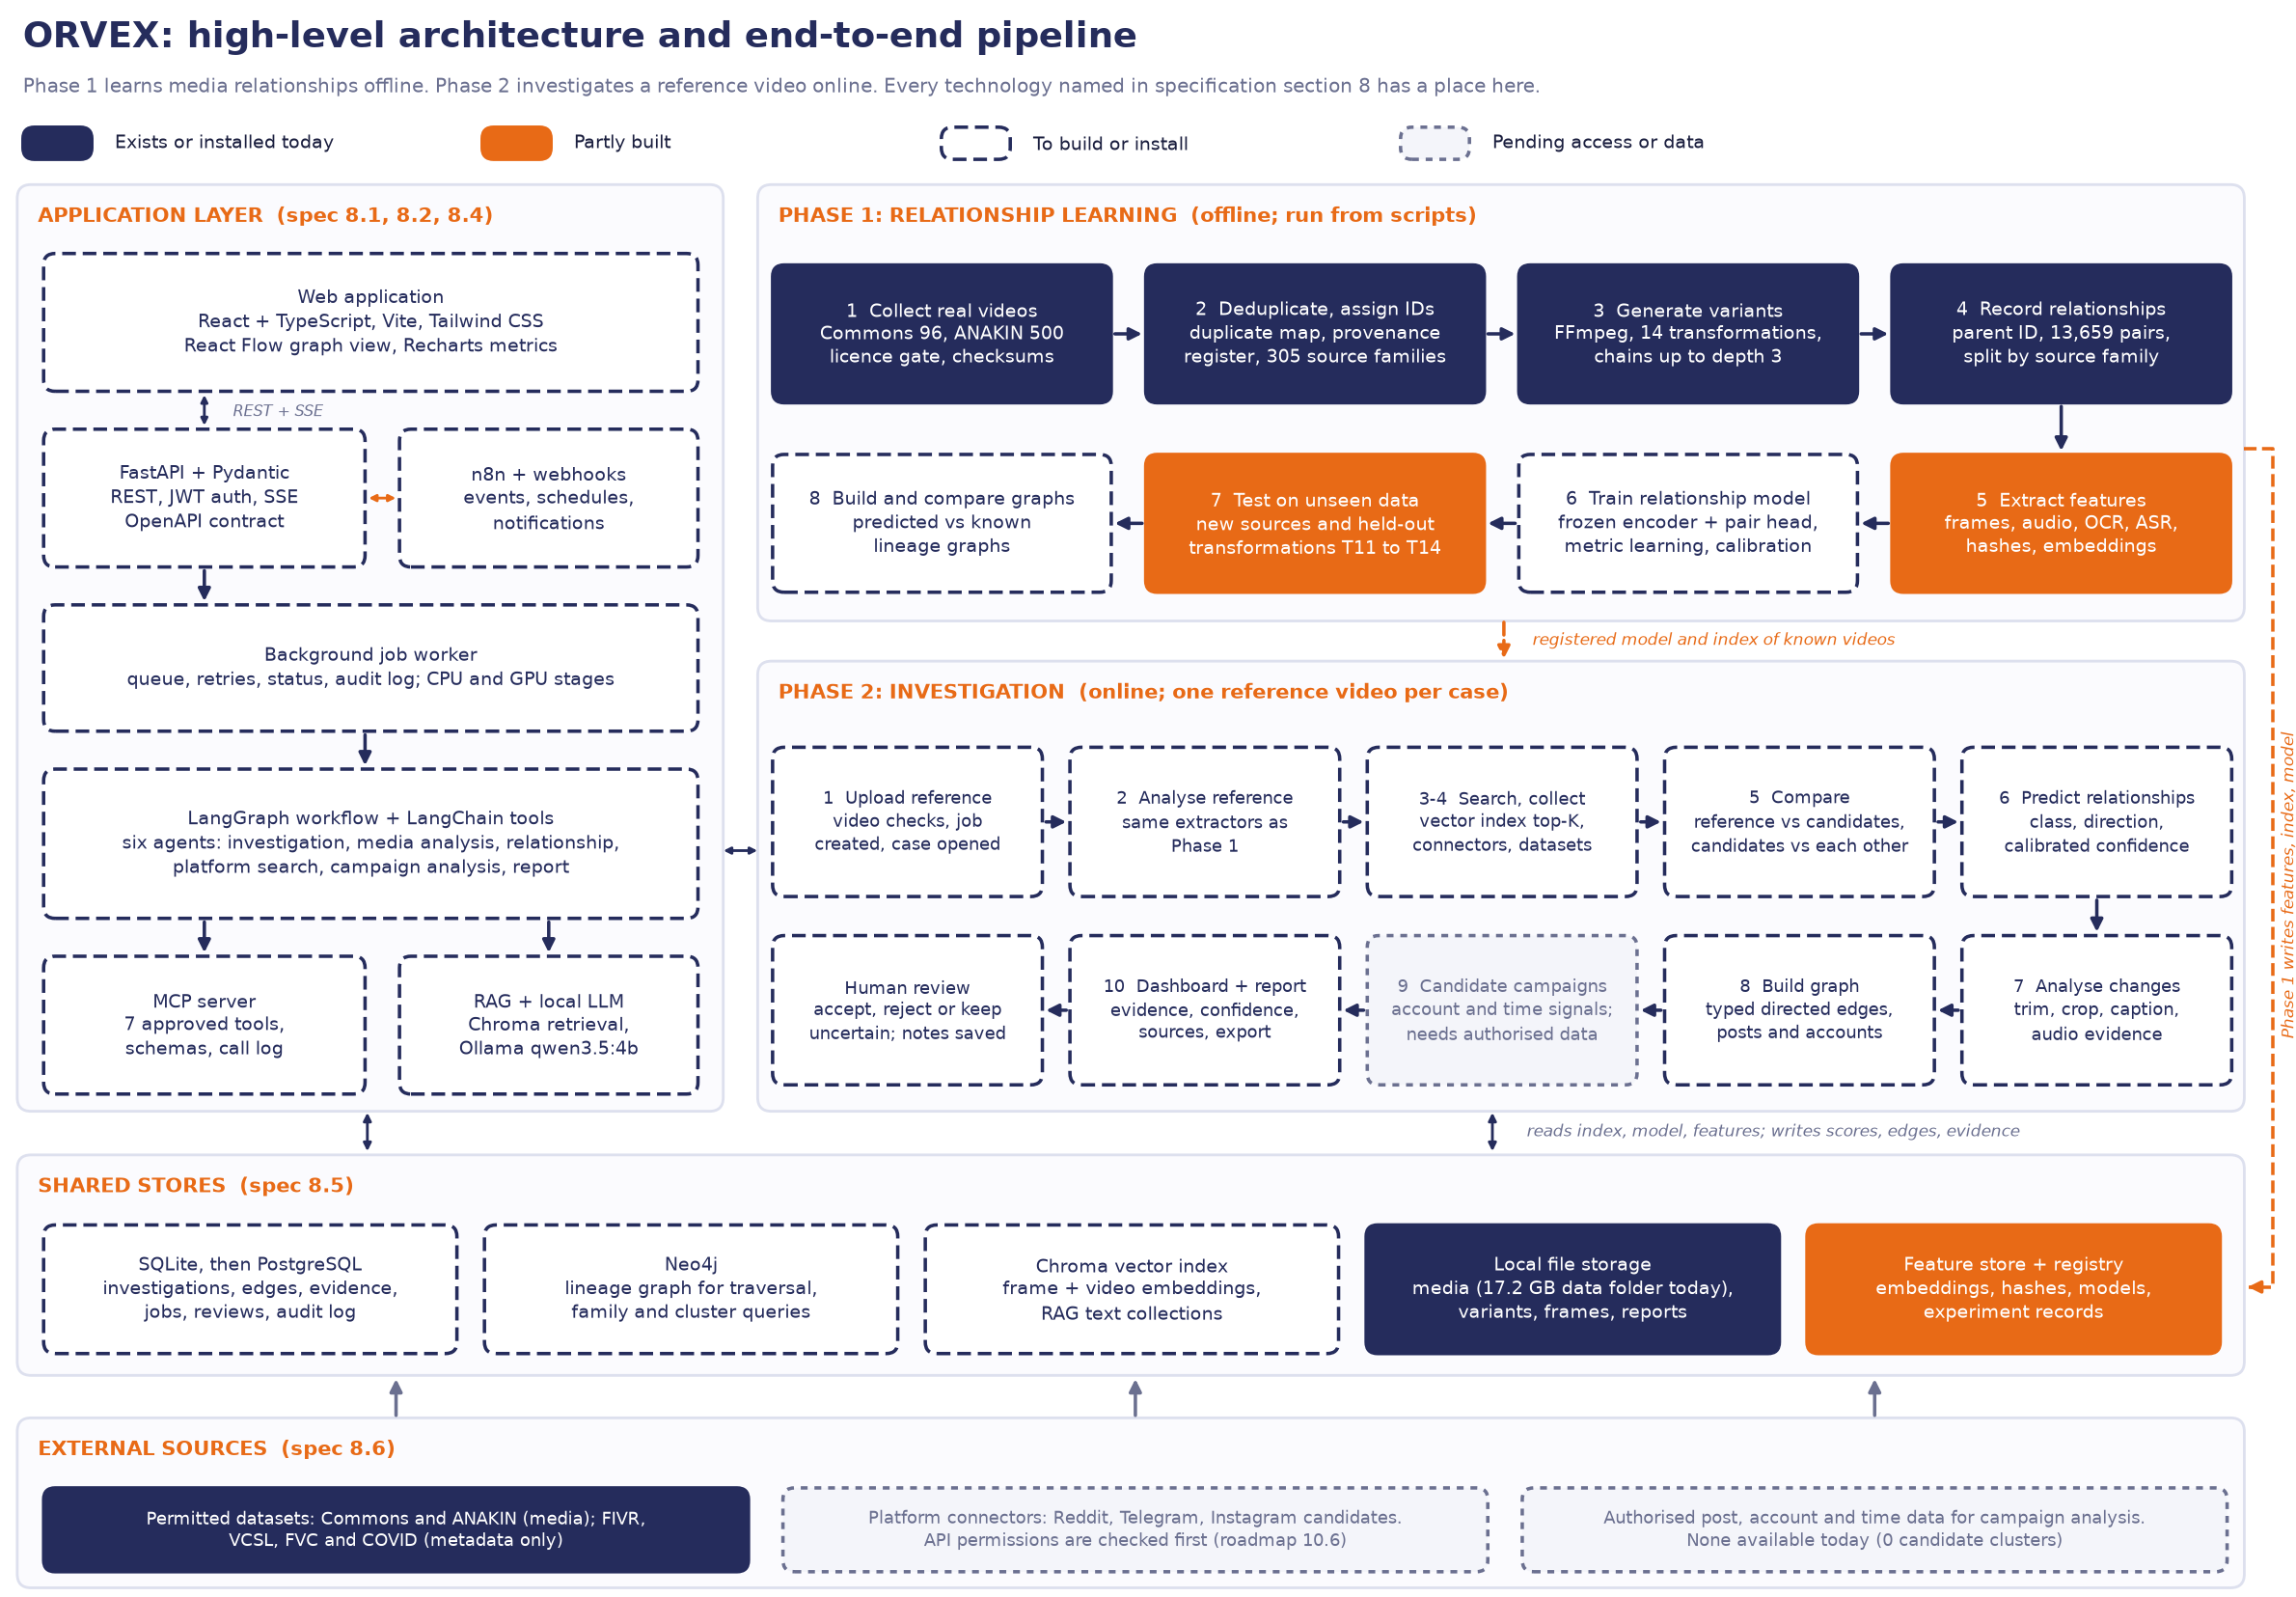 ORVEX: high-level architecture and end-to-end pipeline
Phase 1 learns media relationships offline. Phase 2 investigates a reference video online. Every technology named in specification section 8 has a place here.
Exists or installed today
Partly built
To build or install
Pending access or data
APPLICATION LAYER (spec 8.1, 8.2, 8.4)
Web application
React + TypeScript, Vite, Tailwind CSS
React Flow graph view, Recharts metrics
REST + SSE
FastAPI + Pydantic
REST, JWT auth, SSE
OpenAPI contract
n8n + webhooks
events, schedules,
notifications
Background job worker
queue, retries, status, audit log; CPU and GPU stages
LangGraph workflow + LangChain tools
six agents: investigation, media analysis, relationship,
platform search, campaign analysis, report
MCP server
7 approved tools,
schemas, call log
RAG + local LLM
Chroma retrieval,
Ollama qwen3.5:4b
PHASE 1: RELATIONSHIP LEARNING (offline; run from scripts)
1 Collect real videos
Commons 96, ANAKIN 500
licence gate, checksums
2 Deduplicate, assign IDs
duplicate map, provenance
register, 305 source families
3 Generate variants
FFmpeg, 14 transformations,
chains up to depth 3
4 Record relationships
parent ID, 13,659 pairs,
split by source family
8 Build and compare graphs
predicted vs known
lineage graphs
7 Test on unseen data
new sources and held-out
transformations T11 to T14
6 Train relationship model
frozen encoder + pair head,
metric learning, calibration
5 Extract features
frames, audio, OCR, ASR,
hashes, embeddings
registered model and index of known videos
PHASE 2: INVESTIGATION (online; one reference video per case)
1 Upload reference
video checks, job
created, case opened
2 Analyse reference
same extractors as
Phase 1
3-4 Search, collect
vector index top-K,
connectors, datasets
5 Compare
reference vs candidates,
candidates vs each other
6 Predict relationships
class, direction,
calibrated confidence
Human review
accept, reject or keep
uncertain; notes saved
10 Dashboard + report
evidence, confidence,
sources, export
9 Candidate campaigns
account and time signals;
needs authorised data
8 Build graph
typed directed edges,
posts and accounts
7 Analyse changes
trim, crop, caption,
audio evidence
Phase 1 writes features, index, model
reads index, model, features; writes scores, edges, evidence
SHARED STORES (spec 8.5)
SQLite, then PostgreSQL
investigations, edges, evidence,
jobs, reviews, audit log
Neo4j
lineage graph for traversal,
family and cluster queries
Chroma vector index
frame + video embeddings,
RAG text collections
Local file storage
media (17.2 GB data folder today),
variants, frames, reports
Feature store + registry
embeddings, hashes, models,
experiment records
EXTERNAL SOURCES (spec 8.6)
Permitted datasets: Commons and ANAKIN (media); FIVR,
VCSL, FVC and COVID (metadata only)
Platform connectors: Reddit, Telegram, Instagram candidates.
API permissions are checked first (roadmap 10.6)
Authorised post, account and time data for campaign analysis.
None available today (0 candidate clusters)